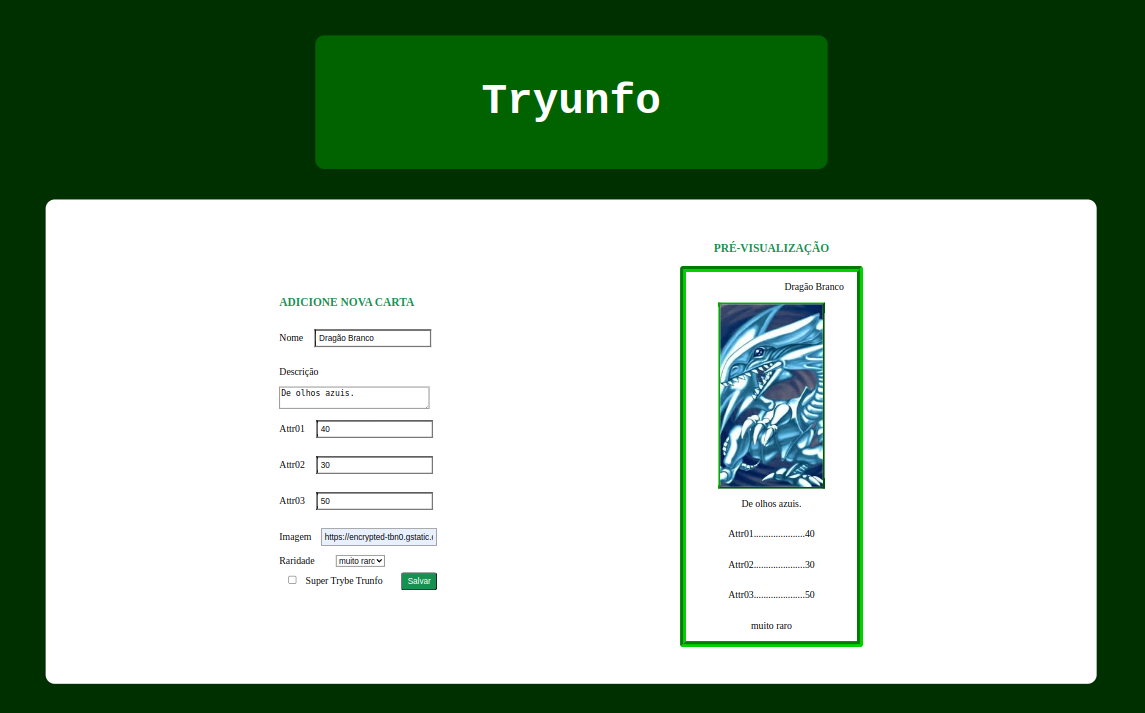 Tryunfo
ADICIONE NOVA CARTA
Nome Dragão Branco
Descrição
De olhos azuis.
Attr01 40
Attr02 30
Attr03 50
Imagem https://encrypted-tbn0.gstatic.
Raridade muito raro
Super Trybe Trunfo Salvar
PRÉ-VISUALIZAÇÃO
Dragão Branco
De olhos azuis.
Attr01.....................40
Attr02.....................30
Attr03.....................50
muito raro